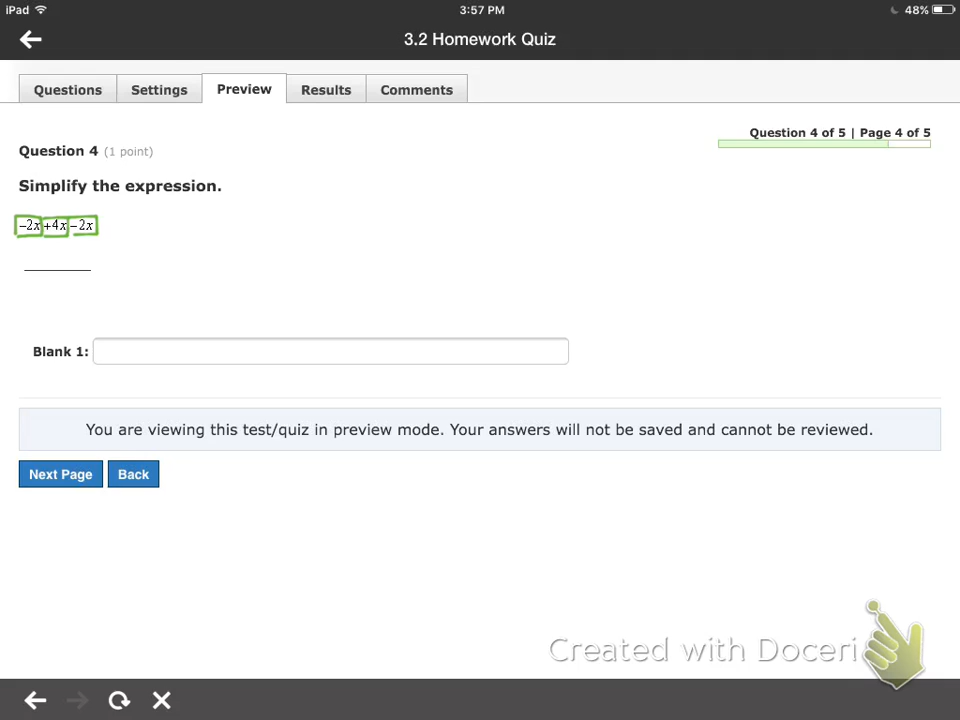 iPad 3:57 PM 48%
3.2 Homework Quiz
Questions Settings Preview Results Comments
Question 4 of 5 | Page 4 of 5
Question 4 (1 point)
Simplify the expression.
−2x+4x−2x
Blank 1:
You are viewing this test/quiz in preview mode. Your answers will not be saved and cannot be reviewed.
Next Page Back
Created with Doceri